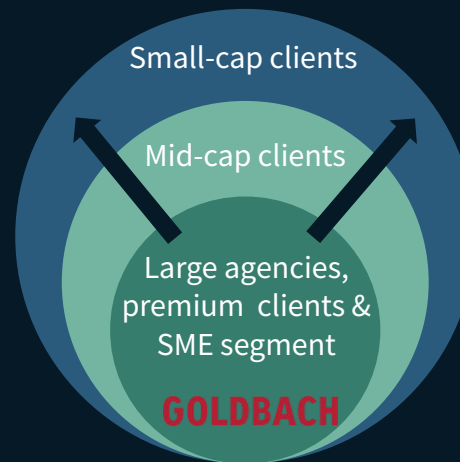 Small-cap clients
Mid-cap clients
Large agencies,
premium clients &
SME segment
GOLDBACH